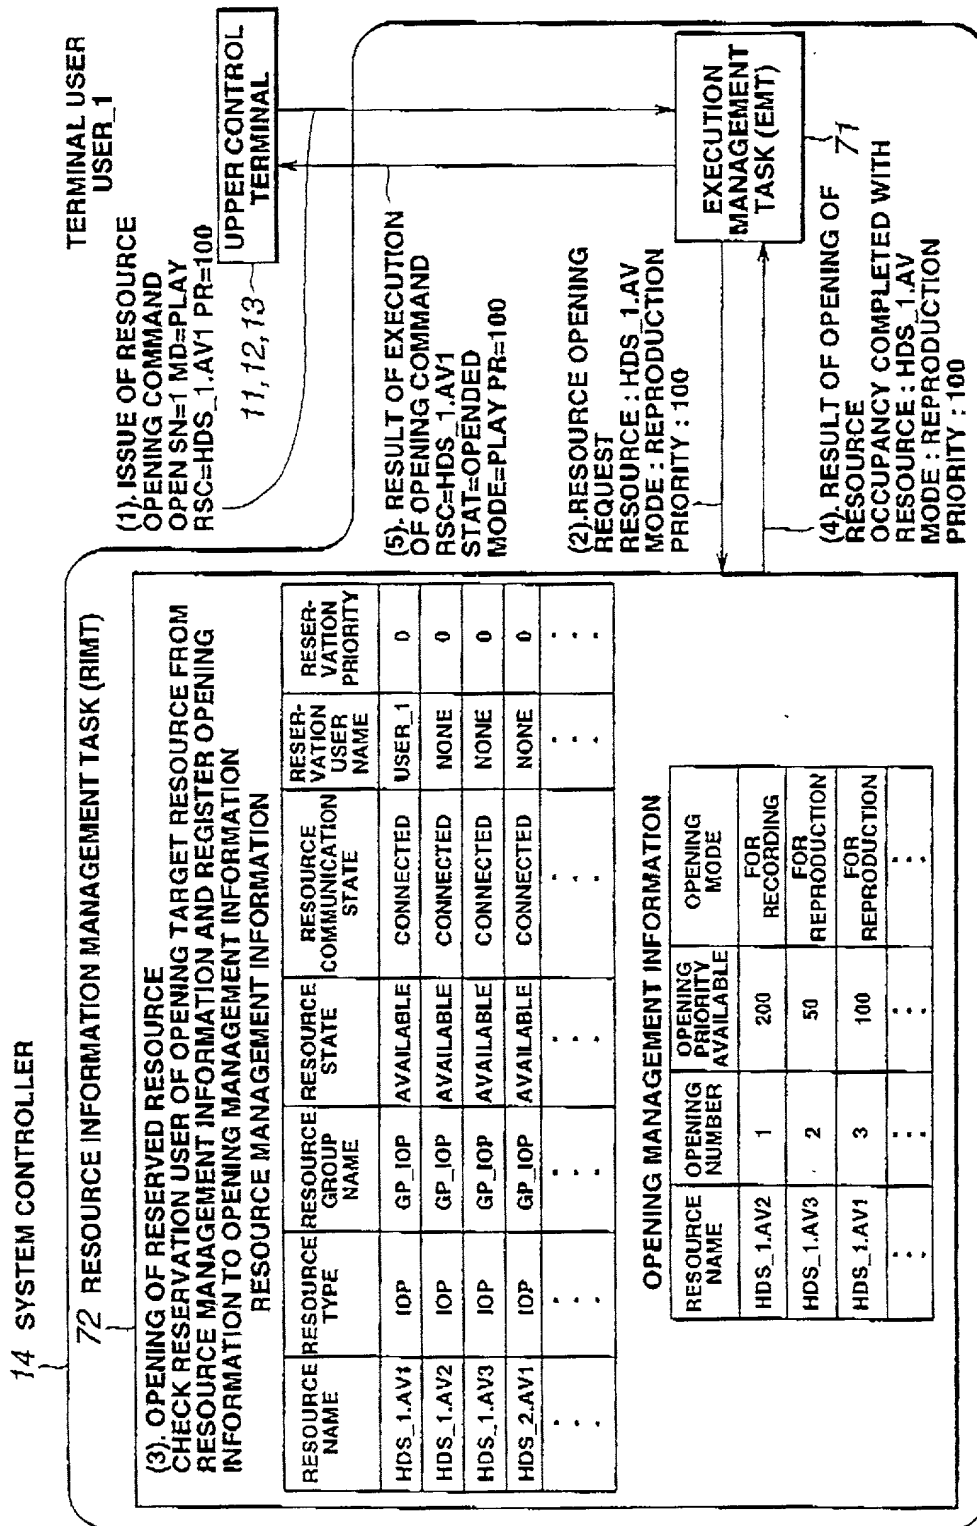 14 SYSTEM CONTROLLER
72 RESOURCE INFORMATION MANAGEMENT TASK (RIMT)
(3). OPENING OF RESERVED RESOURCE
CHECK RESERVATION USER OF OPENING TARGET RESOURCE FROM
RESOURCE MANAGEMENT INFORMATION AND REGISTER OPENING
INFORMATION TO OPENING MANAGEMENT INFORMATION
RESOURCE MANAGEMENT INFORMATION
RESOURCE NAME | RESOURCE TYPE | RESOURCE GROUP NAME | RESOURCE STATE | RESOURCE COMMUNICATION STATE | RESER-VATION USER NAME | RESER-VATION PRIORITY
HDS_1.AV1 | IOP | GP_IOP | AVAILABLE | CONNECTED | USER_1 | 0
HDS_1.AV2 | IOP | GP_IOP | AVAILABLE | CONNECTED | NONE | 0
HDS_1.AV3 | IOP | GP_IOP | AVAILABLE | CONNECTED | NONE | 0
HDS_2.AV1 | IOP | GP_IOP | AVAILABLE | CONNECTED | NONE | 0
OPENING MANAGEMENT INFORMATION
RESOURCE NAME | OPENING NUMBER | OPENING PRIORITY AVAILABLE | OPENING MODE
HDS_1.AV2 | 1 | 200 | FOR RECORDING
HDS_1.AV3 | 2 | 50 | FOR REPRODUCTION
HDS_1.AV1 | 3 | 100 | FOR REPRODUCTION
TERMINAL USER
USER_1
(1). ISSUE OF RESOURCE
OPENING COMMAND
OPEN SN=1 MD=PLAY
RSC=HDS_1.AV1 PR=100
11, 12, 13
UPPER CONTROL
TERMINAL
(5). RESULT OF EXECUTION
OF OPENING COMMAND
RSC=HDS_1.AV1
STAT=OPENDED
MODE=PLAY PR=100
(2).RESOURCE OPENING
REQUEST
RESOURCE : HDS_1.AV
MODE : REPRODUCTION
PRIORITY : 100
EXECUTION
MANAGEMENT
TASK (EMT)
71
(4). RESULT OF OPENING OF
RESOURCE
OCCUPANCY COMPLETED WITH
RESOURCE : HDS_1.AV
MODE : REPRODUCTION
PRIORITY : 100